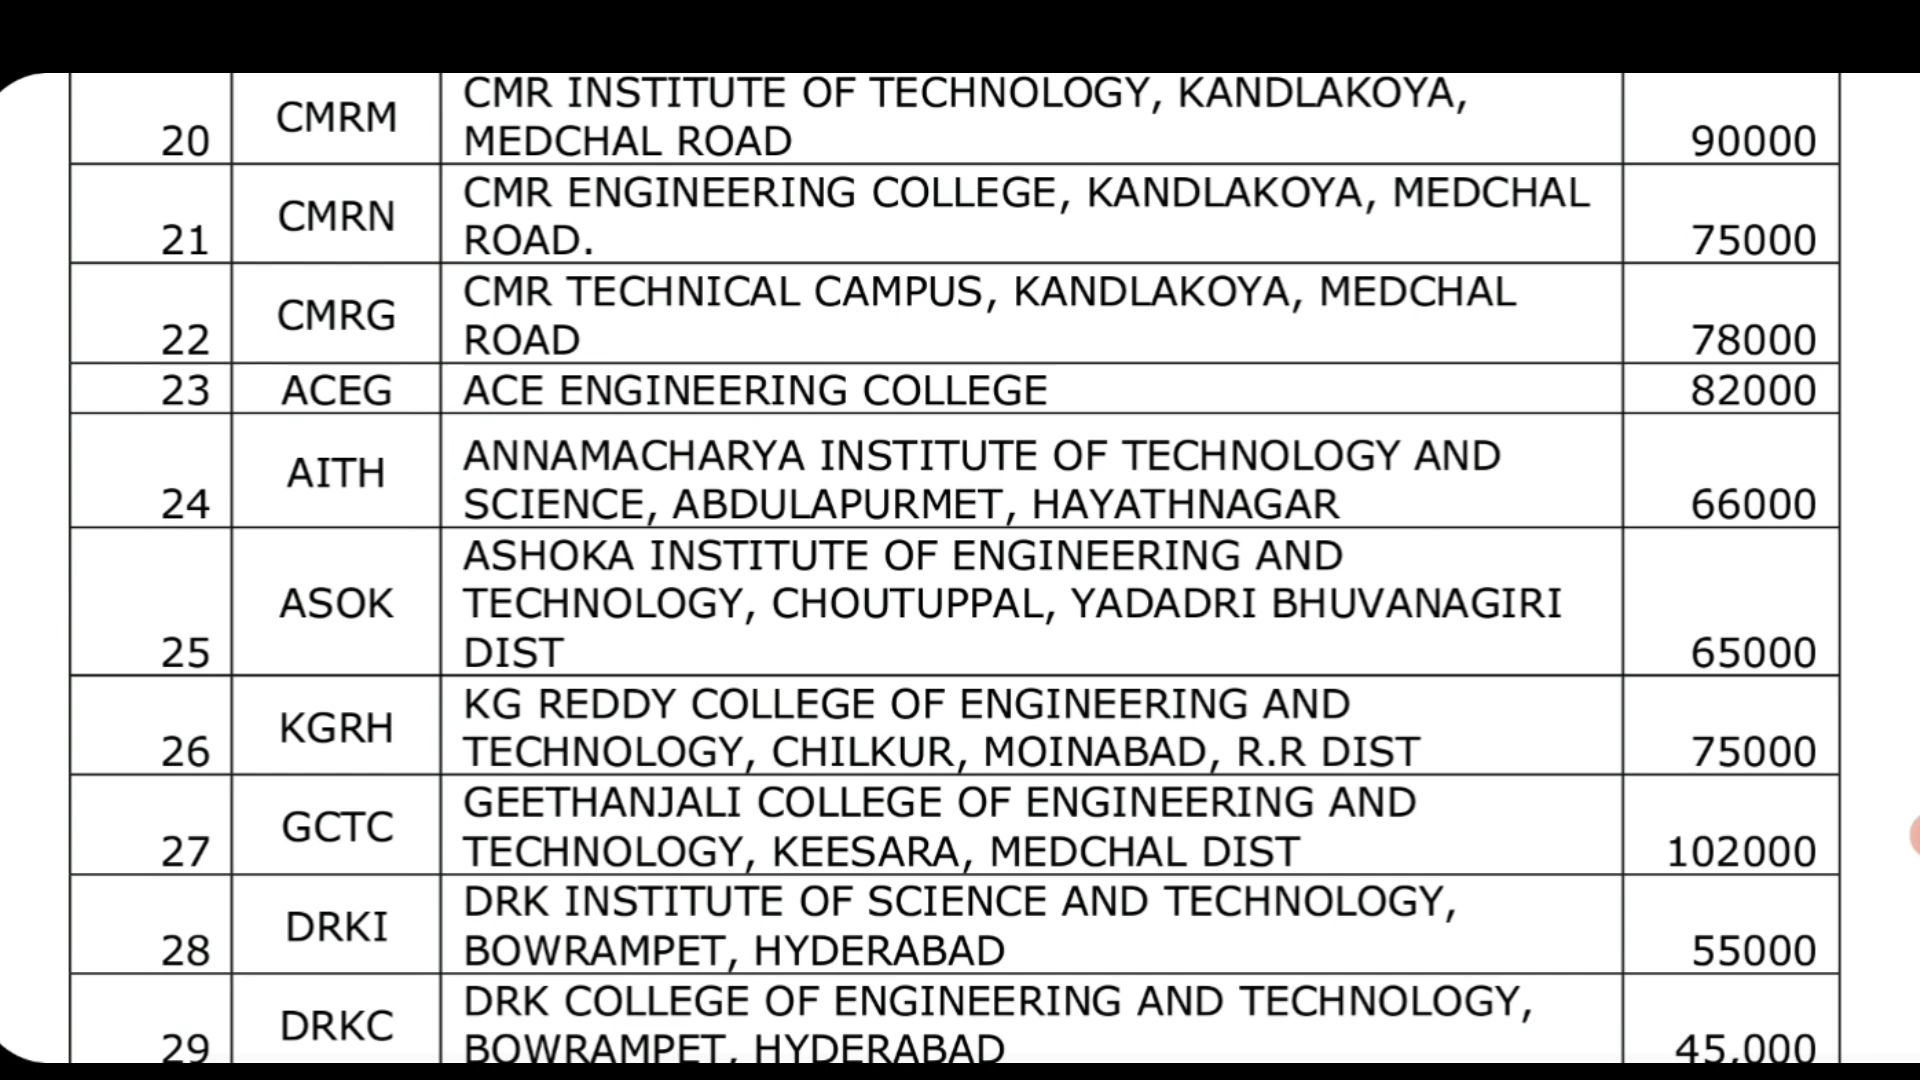 CMR INSTITUTE OF TECHNOLOGY, KANDLAKOYA,
20 CMRM MEDCHAL ROAD 90000
CMR ENGINEERING COLLEGE, KANDLAKOYA, MEDCHAL
21 CMRN ROAD. 75000
CMR TECHNICAL CAMPUS, KANDLAKOYA, MEDCHAL
22 CMRG ROAD 78000
23 ACEG ACE ENGINEERING COLLEGE 82000
ANNAMACHARYA INSTITUTE OF TECHNOLOGY AND
24 AITH SCIENCE, ABDULAPURMET, HAYATHNAGAR 66000
ASHOKA INSTITUTE OF ENGINEERING AND
ASOK TECHNOLOGY, CHOUTUPPAL, YADADRI BHUVANAGIRI
25 DIST 65000
KG REDDY COLLEGE OF ENGINEERING AND
26 KGRH TECHNOLOGY, CHILKUR, MOINABAD, R.R DIST 75000
GEETHANJALI COLLEGE OF ENGINEERING AND
27 GCTC TECHNOLOGY, KEESARA, MEDCHAL DIST 102000
DRK INSTITUTE OF SCIENCE AND TECHNOLOGY,
28 DRKI BOWRAMPET, HYDERABAD 55000
DRK COLLEGE OF ENGINEERING AND TECHNOLOGY,
29 DRKC BOWRAMPET, HYDERABAD 45,000